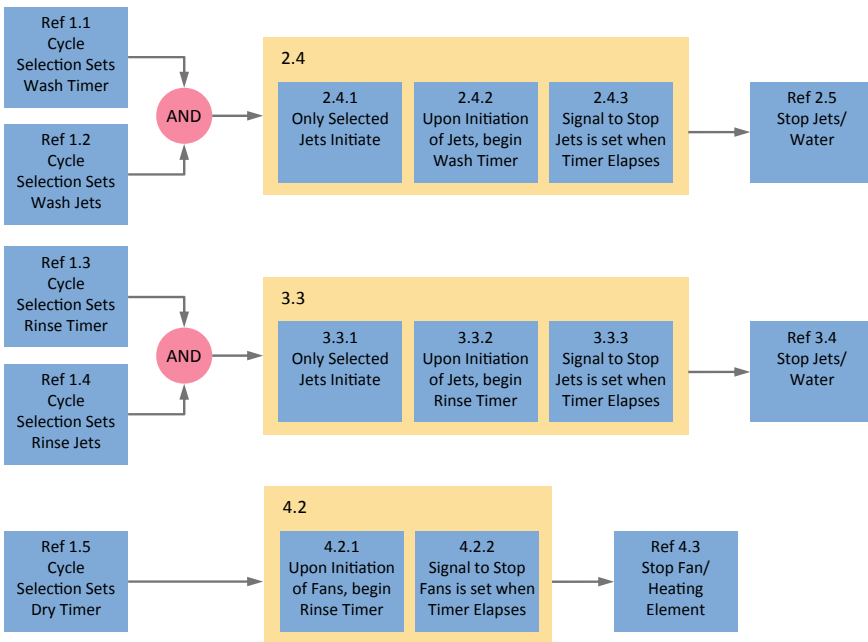 Ref 1.1
Cycle
Selection Sets
Wash Timer
Ref 1.2
Cycle
Selection Sets
Wash Jets
AND
2.4
2.4.1
Only Selected
Jets Initiate
2.4.2
Upon Initiation
of Jets, begin
Wash Timer
2.4.3
Signal to Stop
Jets is set when
Timer Elapses
Ref 2.5
Stop Jets/
Water
Ref 1.3
Cycle
Selection Sets
Rinse Timer
Ref 1.4
Cycle
Selection Sets
Rinse Jets
AND
3.3
3.3.1
Only Selected
Jets Initiate
3.3.2
Upon Initiation
of Jets, begin
Rinse Timer
3.3.3
Signal to Stop
Jets is set when
Timer Elapses
Ref 3.4
Stop Jets/
Water
Ref 1.5
Cycle
Selection Sets
Dry Timer
4.2
4.2.1
Upon Initiation
of Fans, begin
Rinse Timer
4.2.2
Signal to Stop
Fans is set when
Timer Elapses
Ref 4.3
Stop Fan/
Heating
Element